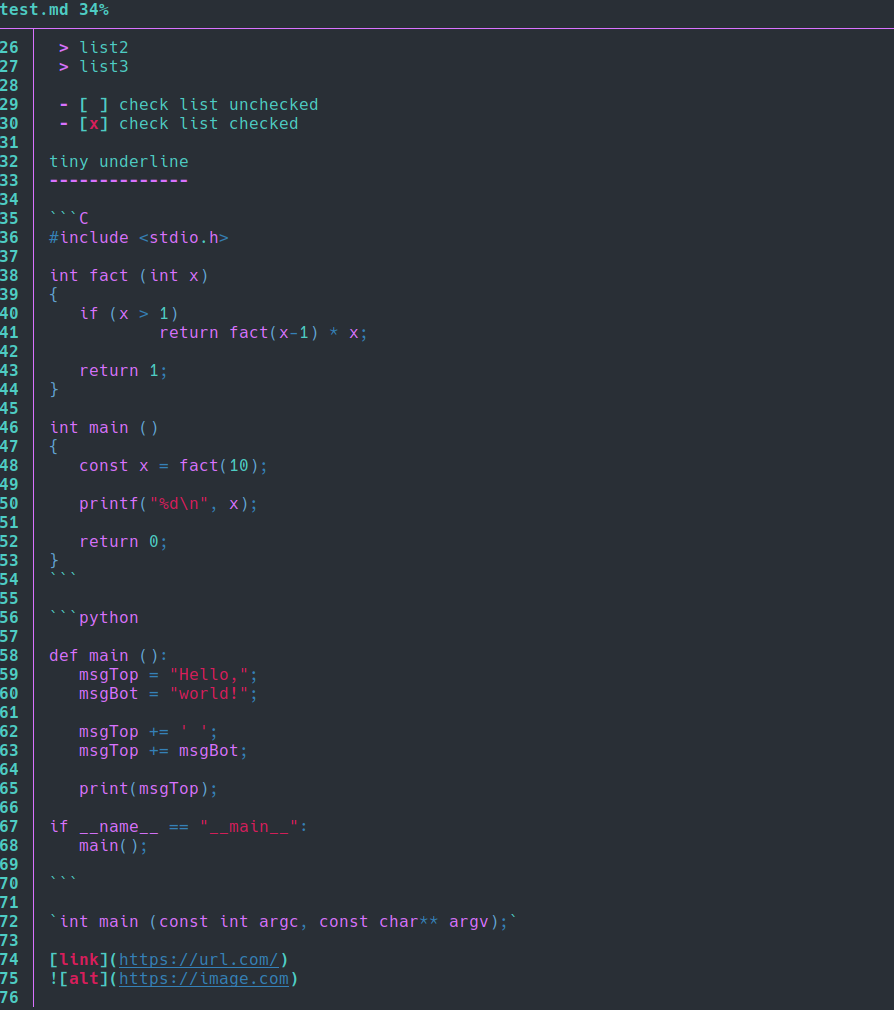 test.md 34%
26 > list2
27 > list3
28
29 - [ ] check list unchecked
30 - [x] check list checked
31
32 tiny underline
33 --------------
34
35 ```C
36 #include <stdio.h>
37
38 int fact (int x)
39 {
40    if (x > 1)
41            return fact(x-1) * x;
42
43    return 1;
44 }
45
46 int main ()
47 {
48    const x = fact(10);
49
50    printf("%d\n", x);
51
52    return 0;
53 }
54 ```
55
56 ```python
57
58 def main ():
59    msgTop = "Hello,";
60    msgBot = "world!";
61
62    msgTop += ' ';
63    msgTop += msgBot;
64
65    print(msgTop);
66
67 if __name__ == "__main__":
68    main();
69
70 ```
71
72 `int main (const int argc, const char** argv);`
73
74 [link](https://url.com/)
75 ![alt](https://image.com)
76